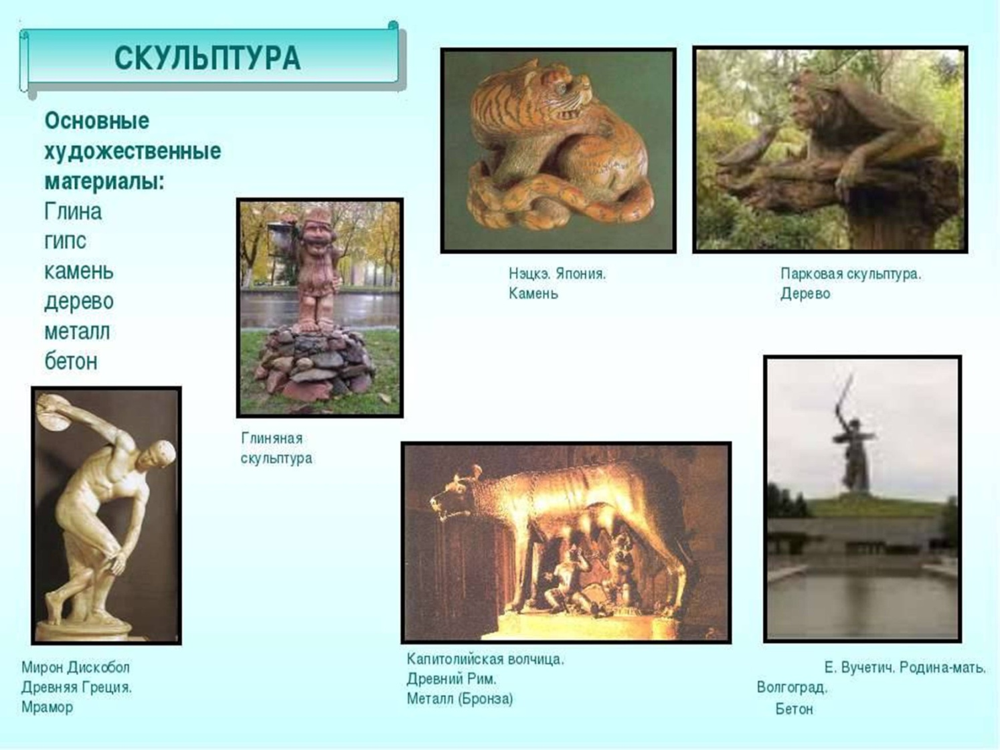 СКУЛЬПТУРА
Основные
художественные
материалы:
Глина
гипс
камень
дерево
металл
бетон
Нэцкэ. Япония.
Камень
Парковая скульптура.
Дерево
Глиняная
скульптура
Мирон Дискобол
Древняя Греция.
Мрамор
Капитолийская волчица.
Древний Рим.
Металл (Бронза)
Е. Вучетич. Родина-мать.
Волгоград.
Бетон